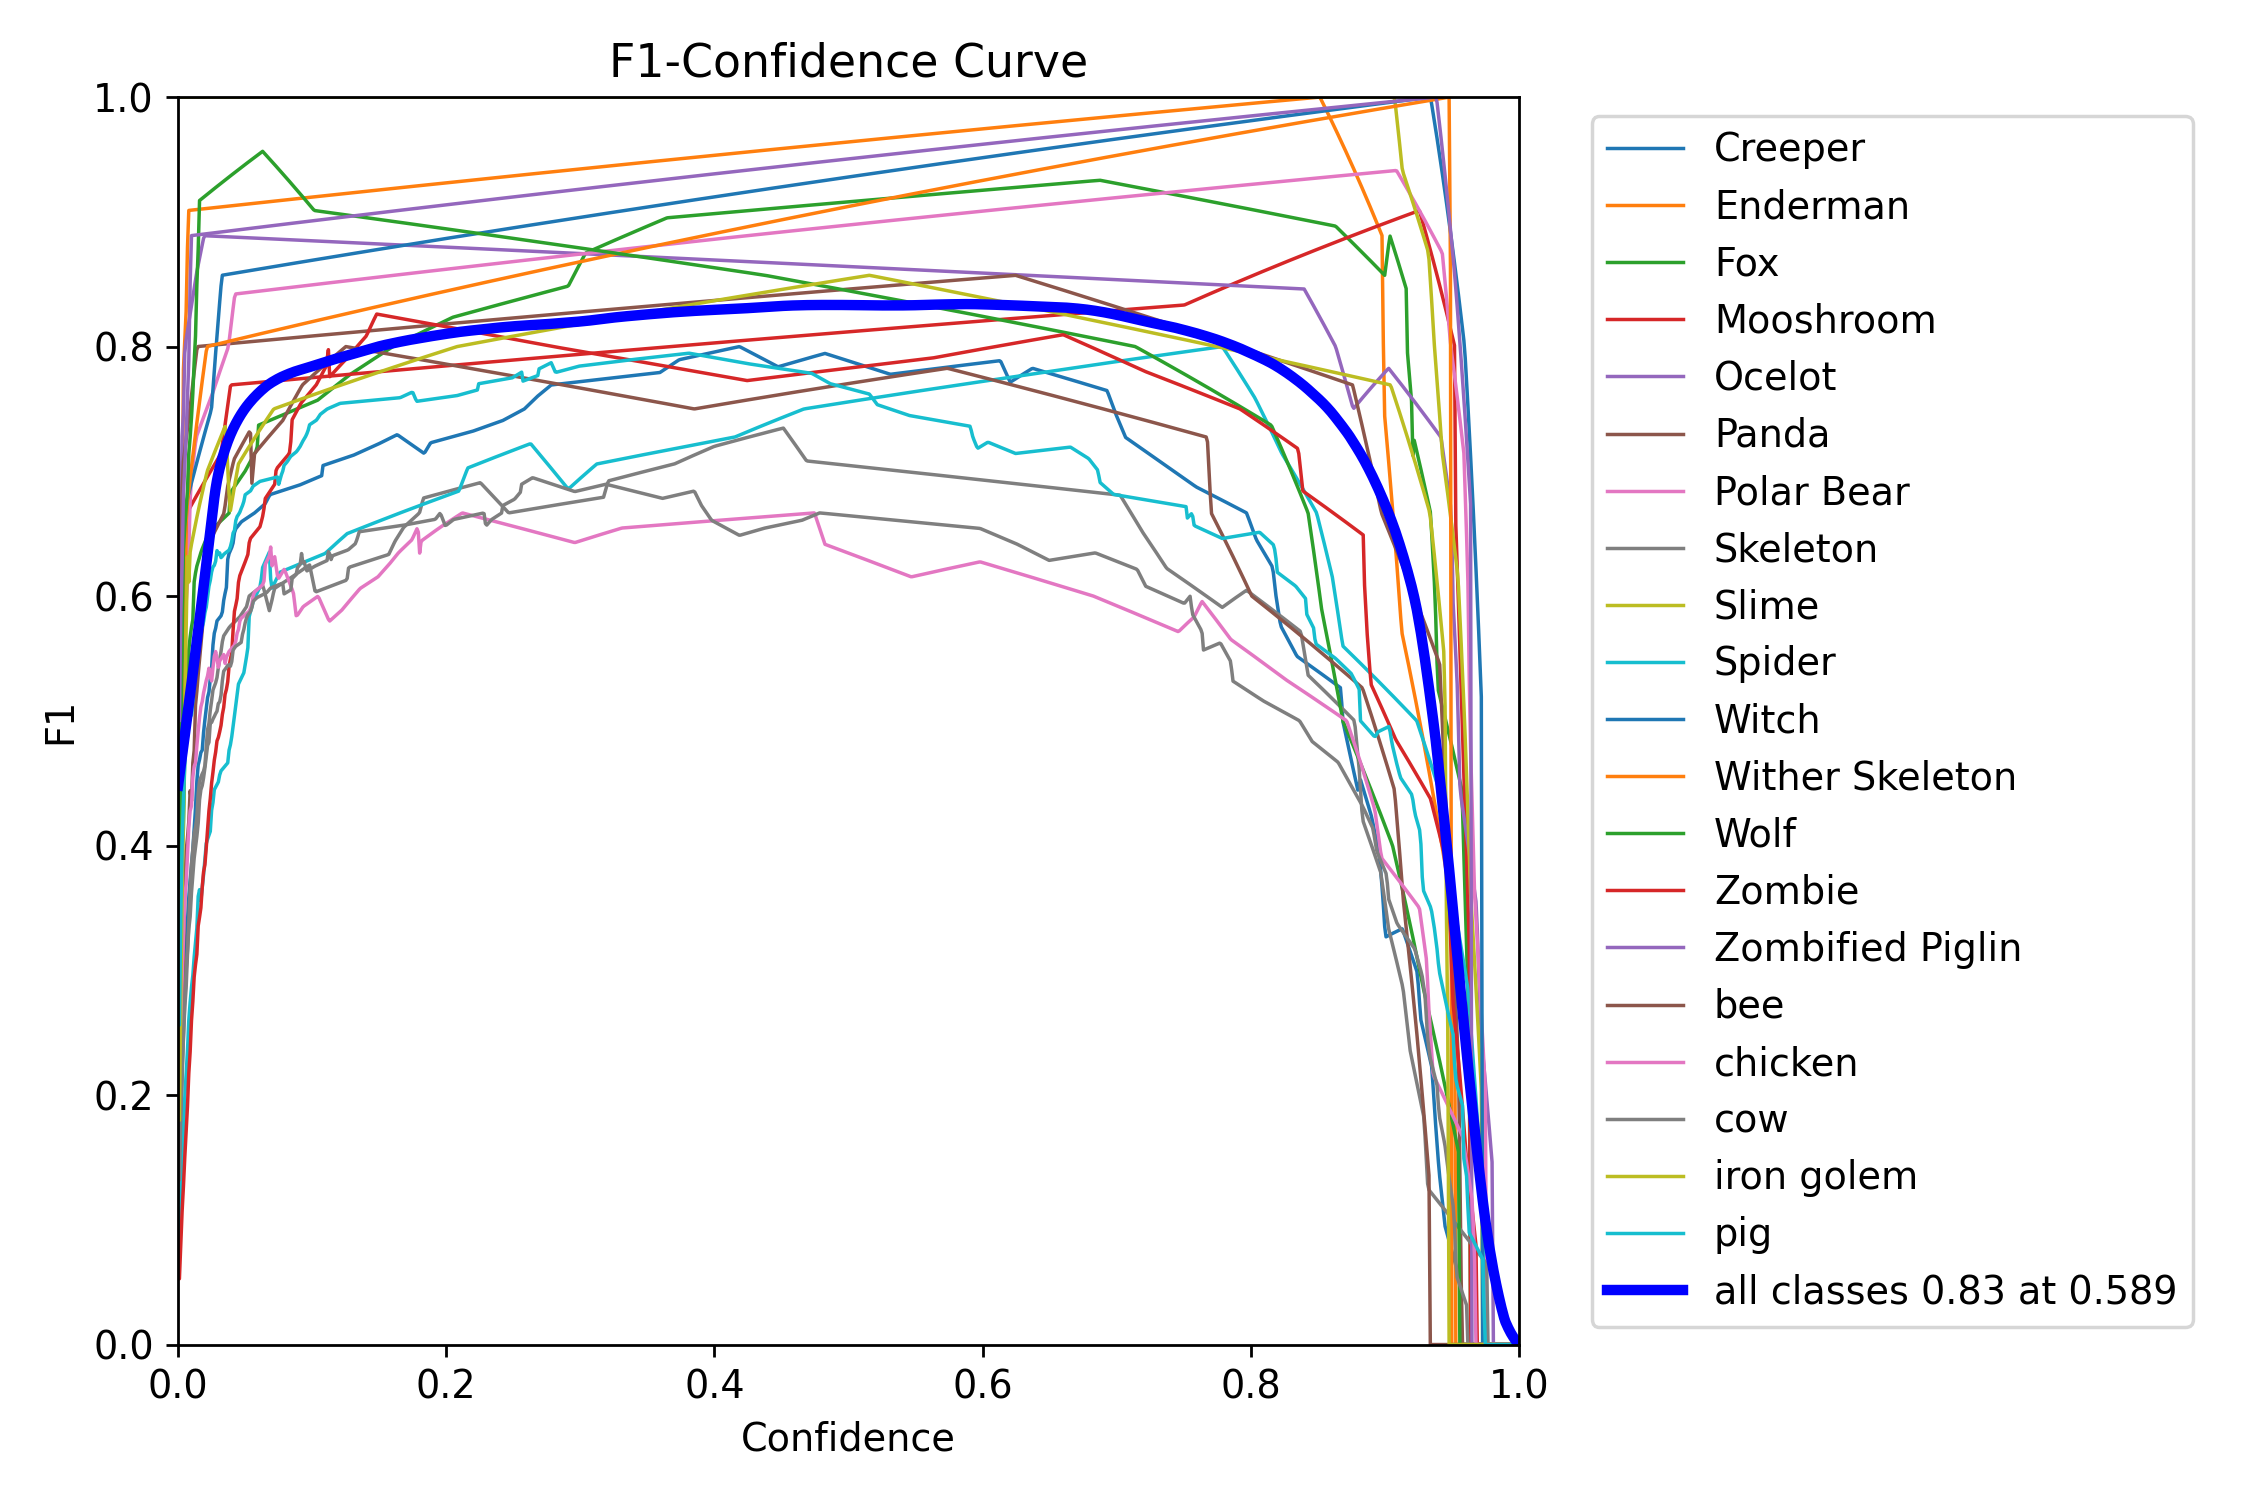 F1-Confidence Curve
1.0
0.8
0.6
0.4
0.2
0.0
F1
0.0 0.2 0.4 0.6 0.8 1.0
Confidence
Creeper
Enderman
Fox
Mooshroom
Ocelot
Panda
Polar Bear
Skeleton
Slime
Spider
Witch
Wither Skeleton
Wolf
Zombie
Zombified Piglin
bee
chicken
cow
iron golem
pig
all classes 0.83 at 0.589